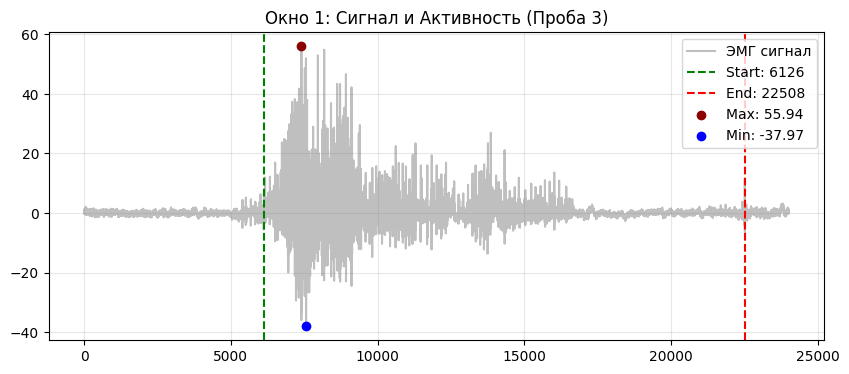 Окно 1: Сигнал и Активность (Проба 3)
60
40
20
0
−20
−40
0
5000
10000
15000
20000
25000
ЭМГ сигнал
Start: 6126
End: 22508
Max: 55.94
Min: -37.97